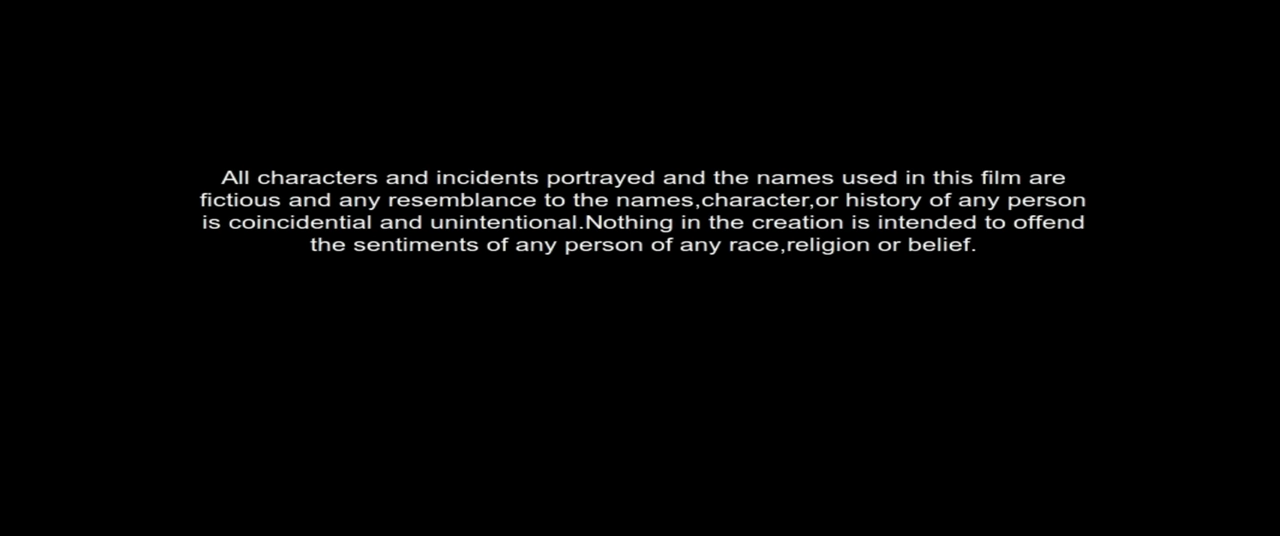 All characters and incidents portrayed and the names used in this film are
fictious and any resemblance to the names,character,or history of any person
is coincidential and unintentional.Nothing in the creation is intended to offend
the sentiments of any person of any race,religion or belief.